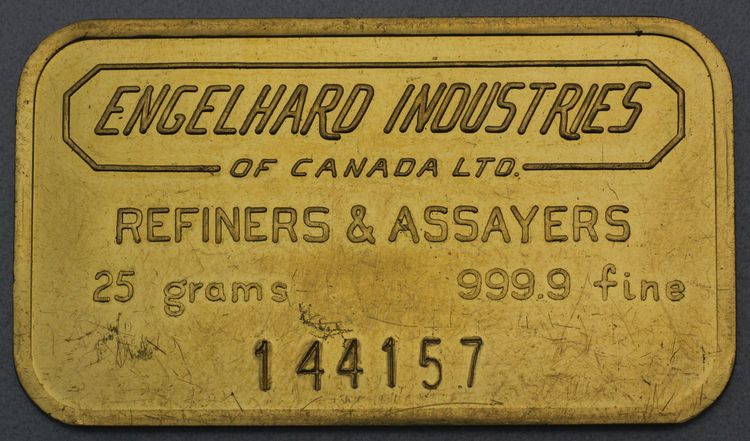 ENGELHARD INDUSTRIES
OF CANADA LTD.
REFINERS & ASSAYERS
25 grams 999.9 fine
144157